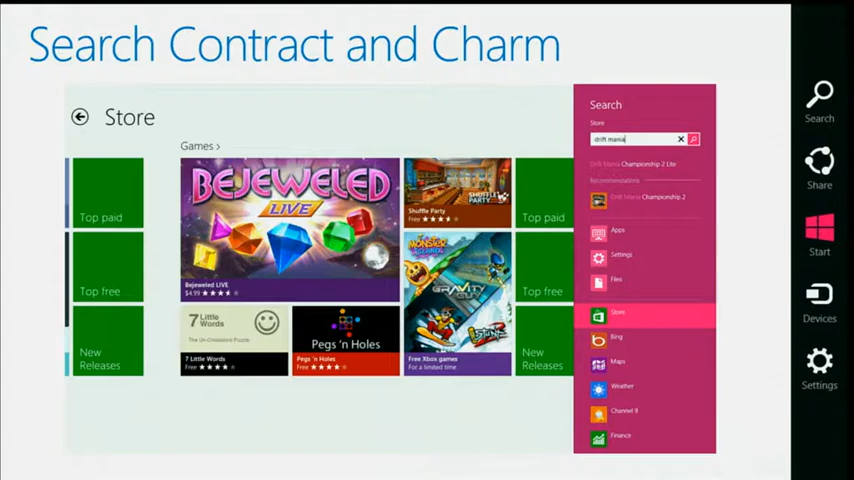 Search Contract and Charm
Store
Games >
Top paid
Top free
New
Releases
BEJEWELED
LIVE
Bejeweled LIVE
$4.99
7 Little
Words
The Un-Crossword Puzzle
7 Little Words
Free
Pegs 'n Holes
Pegs 'n Holes
Free
SHUFFLE
PARTY
Shuffle Party
Free
MONSTER
ISLAND
GRAVITY
GUY
Free Xbox games
For a limited time
Top paid
Top free
New
Releases
Search
Store
drift mania
Drift Mania Championship 2 Lite
Recommendations
Drift Mania Championship 2
Apps
Settings
Files
Store
Bing
Maps
Weather
Channel 9
Finance
Search
Share
Start
Devices
Settings